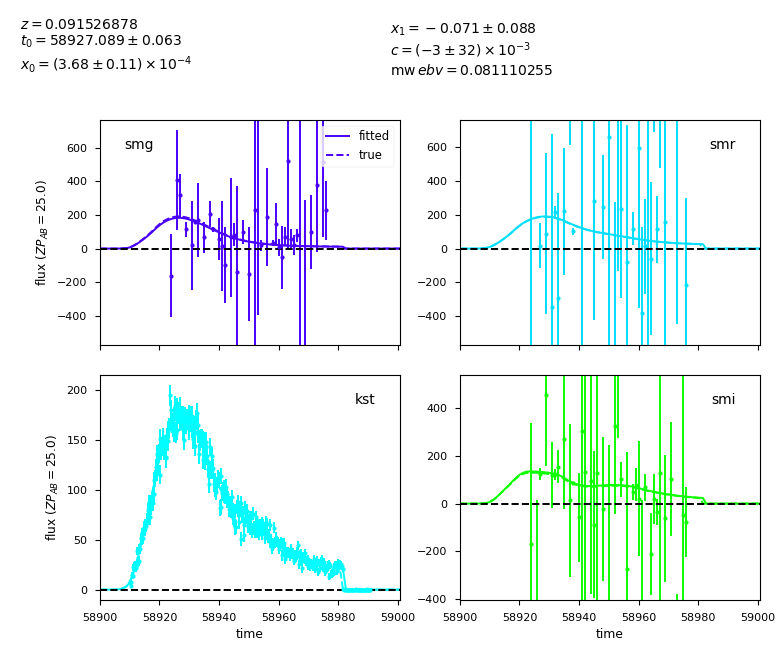 z = 0.091526878
t₀ = 58927.089 ± 0.063
x₀ = (3.68 ± 0.11) × 10⁻⁴
x₁ = −0.071 ± 0.088
c = (−3 ± 32) × 10⁻³
mw ebv = 0.081110255
smg
fitted
true
smr
flux (ZP_AB = 25.0)
600
400
200
0
−200
−400
600
400
200
0
−200
−400
kst
smi
flux (ZP_AB = 25.0)
200
150
100
50
0
400
200
0
−200
−400
58900 58920 58940 58960 58980 59000
58900 58920 58940 58960 58980 59000
time
time